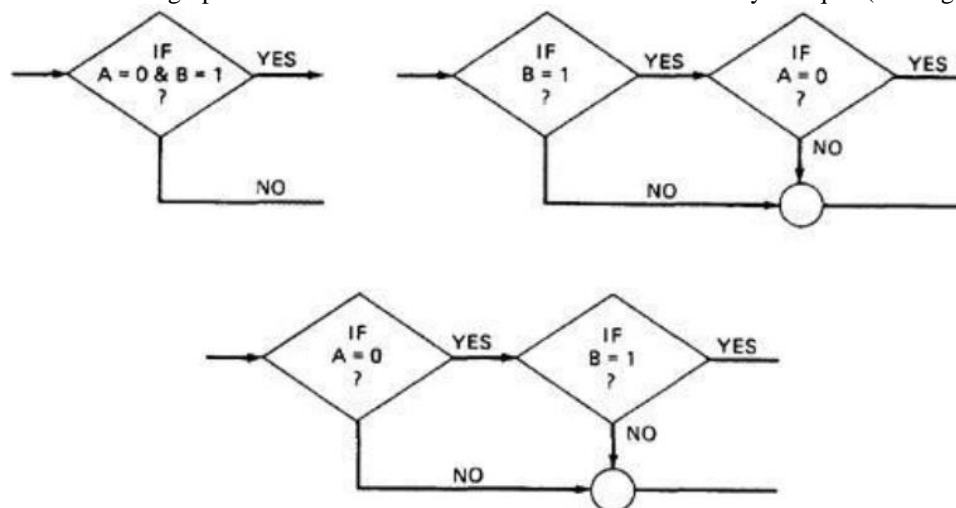 IF
A = 0 & B = 1
?
YES
NO
IF
B = 1
?
YES
IF
A = 0
?
YES
NO
NO
IF
A = 0
?
YES
IF
B = 1
?
YES
NO
NO